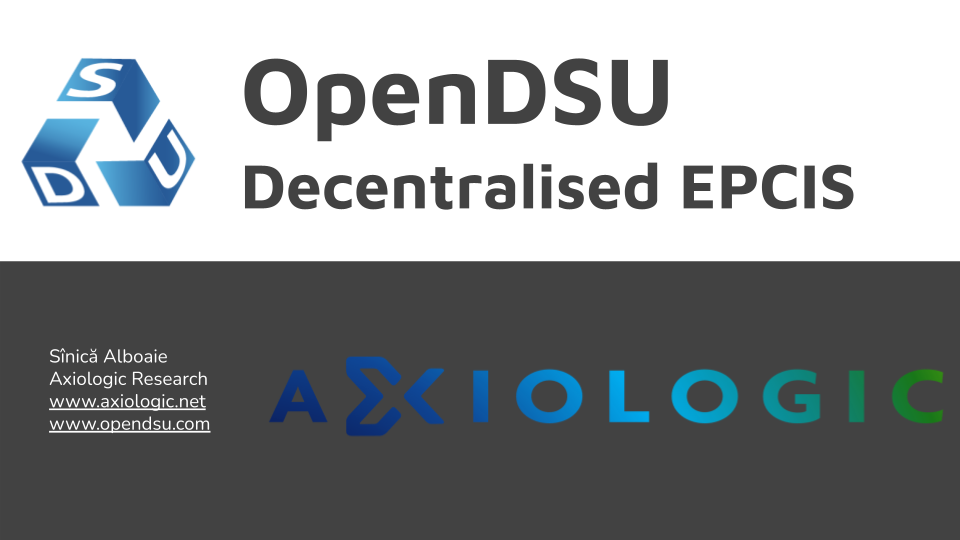 S
D
U
OpenDSU
Decentralised EPCIS
Sînică Alboaie
Axiologic Research
www.axiologic.net
www.opendsu.com
AXIOLOGIC